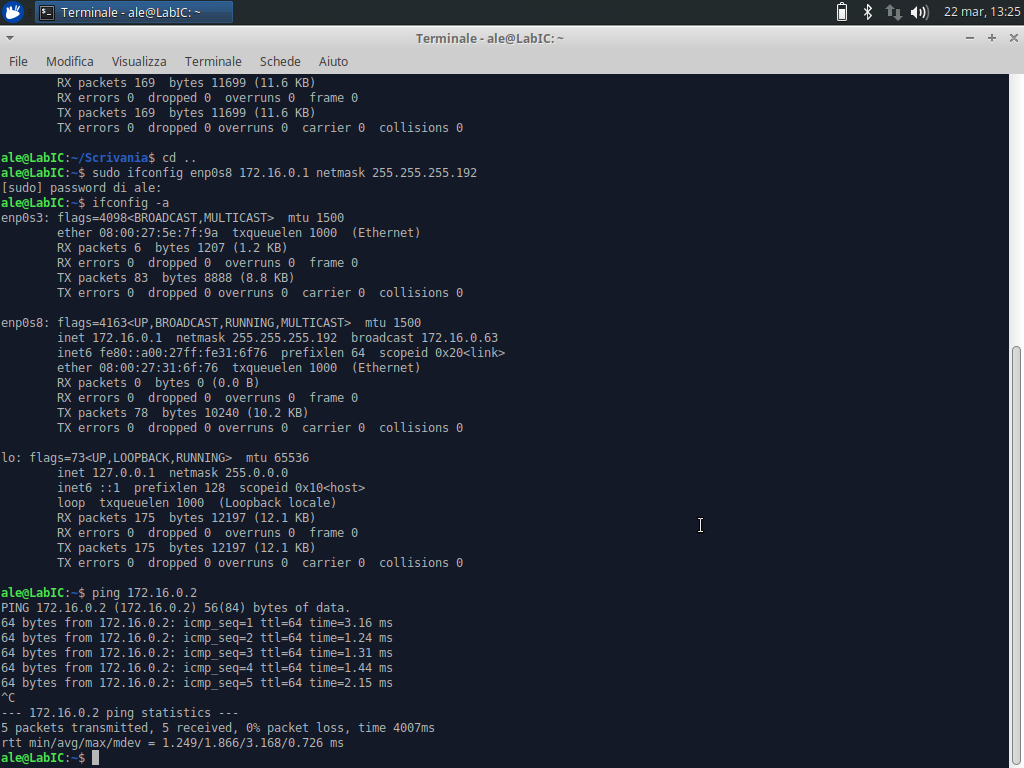 Terminale - ale@LabIC: ~
22 mar, 13:25
Terminale - ale@LabIC: ~
File Modifica Visualizza Terminale Schede Aiuto
        RX packets 169  bytes 11699 (11.6 KB)
        RX errors 0  dropped 0  overruns 0  frame 0
        TX packets 169  bytes 11699 (11.6 KB)
        TX errors 0  dropped 0 overruns 0  carrier 0  collisions 0
ale@LabIC:~/Scrivania$ cd ..
ale@LabIC:~$ sudo ifconfig enp0s8 172.16.0.1 netmask 255.255.255.192
[sudo] password di ale:
ale@LabIC:~$ ifconfig -a
enp0s3: flags=4098<BROADCAST,MULTICAST>  mtu 1500
        ether 08:00:27:5e:7f:9a  txqueuelen 1000  (Ethernet)
        RX packets 6  bytes 1207 (1.2 KB)
        RX errors 0  dropped 0  overruns 0  frame 0
        TX packets 83  bytes 8888 (8.8 KB)
        TX errors 0  dropped 0 overruns 0  carrier 0  collisions 0
enp0s8: flags=4163<UP,BROADCAST,RUNNING,MULTICAST>  mtu 1500
        inet 172.16.0.1  netmask 255.255.255.192  broadcast 172.16.0.63
        inet6 fe80::a00:27ff:fe31:6f76  prefixlen 64  scopeid 0x20<link>
        ether 08:00:27:31:6f:76  txqueuelen 1000  (Ethernet)
        RX packets 0  bytes 0 (0.0 B)
        RX errors 0  dropped 0  overruns 0  frame 0
        TX packets 78  bytes 10240 (10.2 KB)
        TX errors 0  dropped 0 overruns 0  carrier 0  collisions 0
lo: flags=73<UP,LOOPBACK,RUNNING>  mtu 65536
        inet 127.0.0.1  netmask 255.0.0.0
        inet6 ::1  prefixlen 128  scopeid 0x10<host>
        loop  txqueuelen 1000  (Loopback locale)
        RX packets 175  bytes 12197 (12.1 KB)
        RX errors 0  dropped 0  overruns 0  frame 0
        TX packets 175  bytes 12197 (12.1 KB)
        TX errors 0  dropped 0 overruns 0  carrier 0  collisions 0
ale@LabIC:~$ ping 172.16.0.2
PING 172.16.0.2 (172.16.0.2) 56(84) bytes of data.
64 bytes from 172.16.0.2: icmp_seq=1 ttl=64 time=3.16 ms
64 bytes from 172.16.0.2: icmp_seq=2 ttl=64 time=1.24 ms
64 bytes from 172.16.0.2: icmp_seq=3 ttl=64 time=1.31 ms
64 bytes from 172.16.0.2: icmp_seq=4 ttl=64 time=1.44 ms
64 bytes from 172.16.0.2: icmp_seq=5 ttl=64 time=2.15 ms
^C
--- 172.16.0.2 ping statistics ---
5 packets transmitted, 5 received, 0% packet loss, time 4007ms
rtt min/avg/max/mdev = 1.249/1.866/3.168/0.726 ms
ale@LabIC:~$